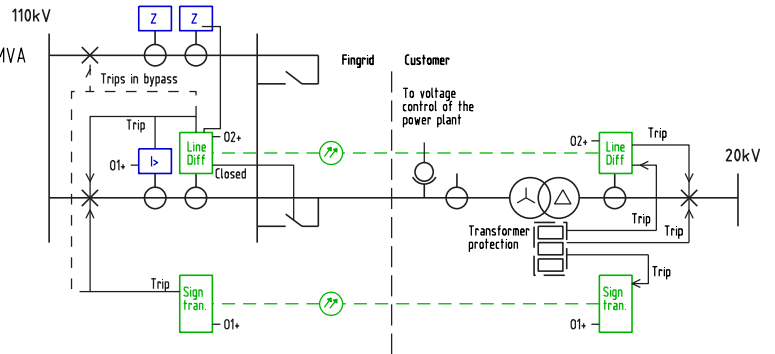 110kV
Z
Z
MVA
Fingrid
Customer
Trips in bypass
To voltage
control of the
power plant
Trip
O2+
Line
Diff
O2+
Line
Diff
Trip
20kV
O1+
I>
Closed
Transformer
protection
Trip
Trip
Trip
Trip
Sign
tran.
O1+
Sign
tran.
O1+